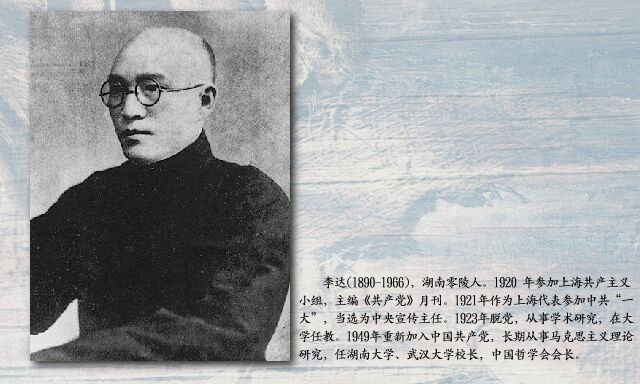 李达(1890-1966)，湖南零陵人。1920 年参加上海共产主义
小组，主编《共产党》月刊。1921年作为上海代表参加中共“一
大”，当选为中央宣传主任。1923年脱党，从事学术研究，在大
学任教。1949年重新加入中国共产党，长期从事马克思主义理论
研究，任湖南大学、武汉大学校长，中国哲学会会长。